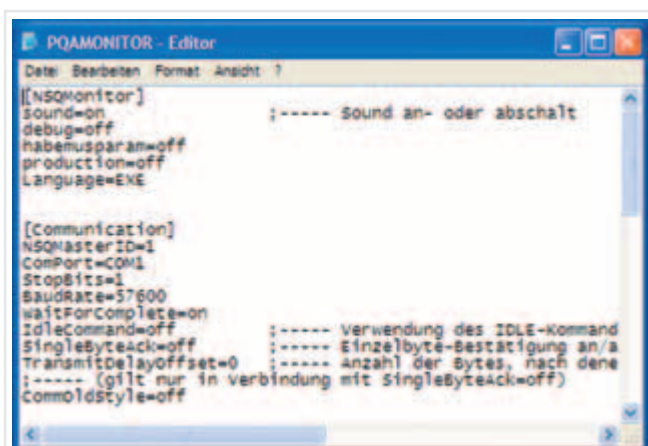 PQAMONITOR - Editor
Datei Bearbeiten Format Ansicht ?
[NSQMonitor]
sound=on ;----- Sound an- oder abschalt
debug=off
habemusparam=off
production=off
Language=EXE
[Communication]
NSQMasterID=1
ComPort=COM1
StopBits=1
BaudRate=57600
WaitForComplete=on
IdleCommand=off ;----- Verwendung des IDLE-Kommand
SingleByteAck=off ;----- Einzelbyte-Bestätigung an/a
TransmitDelayOffset=0 ;----- Anzahl der Bytes, nach dene
;----- (gilt nur in Verbindung mit SingleByteAck=off)
CommOldStyle=off